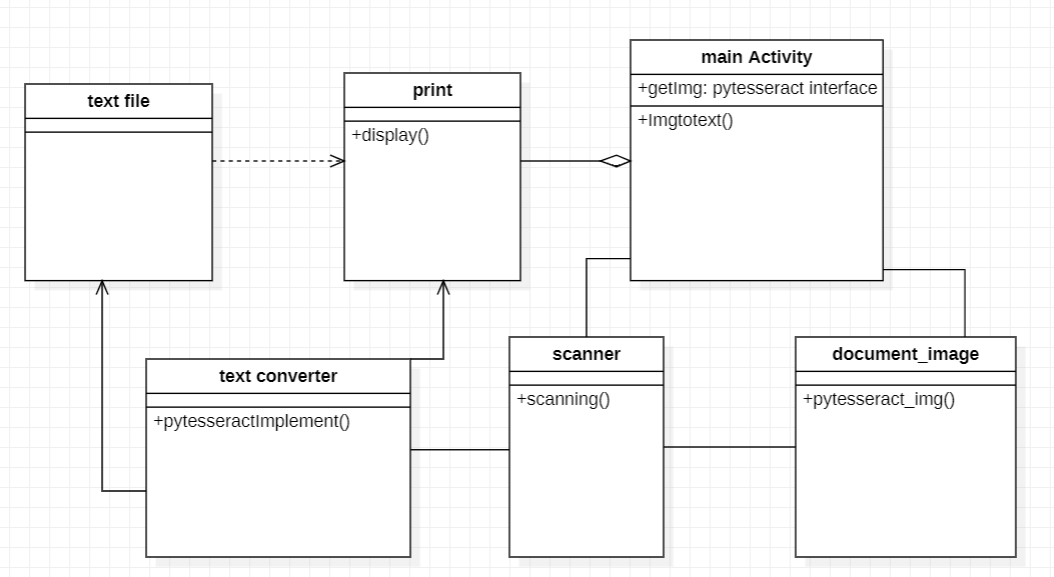 text file
print
+display()
main Activity
+getImg: pytesseract interface
+Imgtotext()
text converter
+pytesseractImplement()
scanner
+scanning()
document_image
+pytesseract_img()